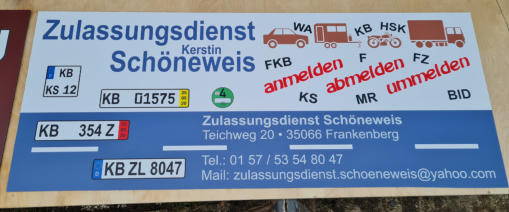 Zulassungsdienst
Kerstin
Schöneweis
WA
KB
HSK
FKB
F
FZ
anmelden abmelden ummelden
KS
MR
BID
KB
KS 12
KB 01575
4
KB 354 Z
KB ZL 8047
Zulassungsdienst Schöneweis
Teichweg 20 • 35066 Frankenberg
Tel.: 01 57 / 53 54 80 47
Mail: zulassungsdienst.schoeneweis@yahoo.com